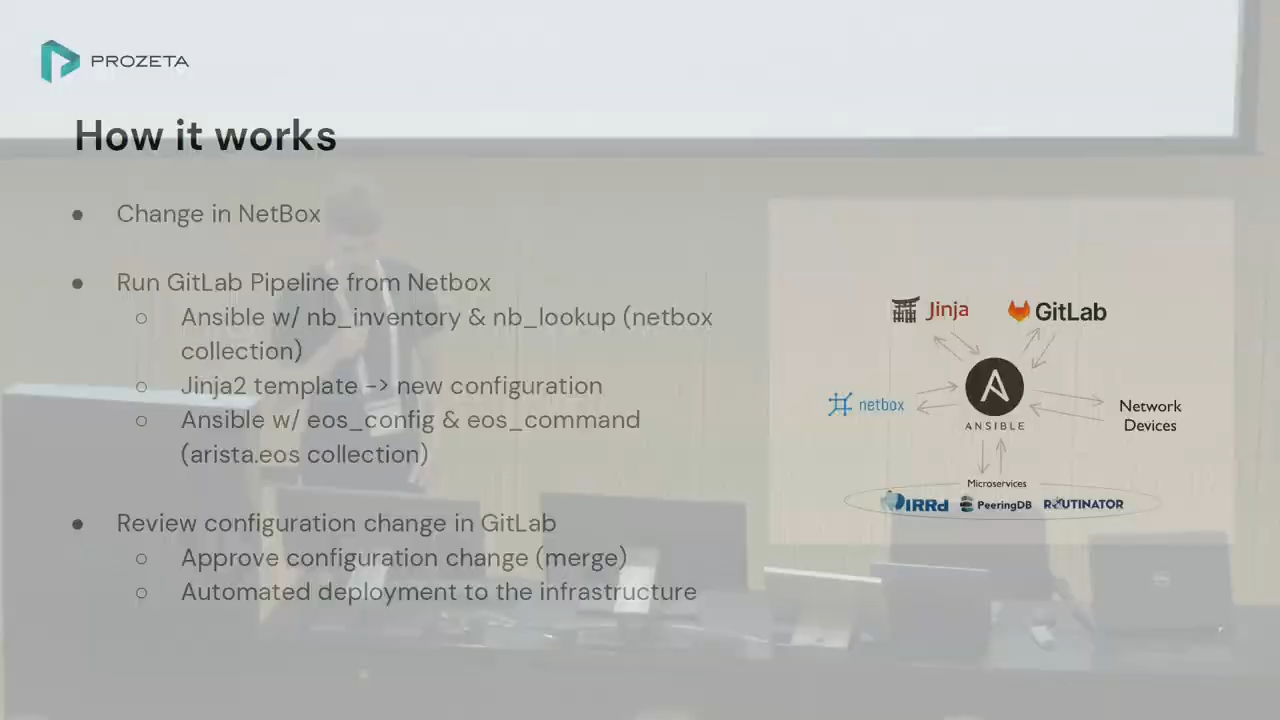 PROZETA
How it works
● Change in NetBox
● Run GitLab Pipeline from Netbox
○ Ansible w/ nb_inventory & nb_lookup (netbox
collection)
○ Jinja2 template -> new configuration
○ Ansible w/ eos_config & eos_command
(arista.eos collection)
● Review configuration change in GitLab
○ Approve configuration change (merge)
○ Automated deployment to the infrastructure
Jinja
GitLab
netbox
ANSIBLE
Network
Devices
Microservices
IRRd
PeeringDB
ROUTINATOR